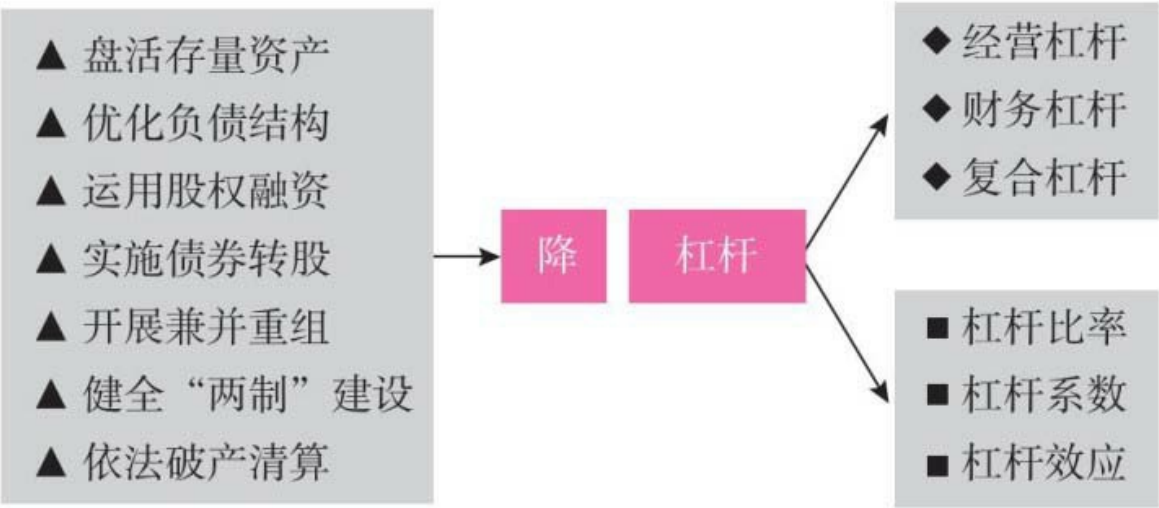 ▲ 盘活存量资产
▲ 优化负债结构
▲ 运用股权融资
▲ 实施债券转股
▲ 开展兼并重组
▲ 健全“两制”建设
▲ 依法破产清算
降
杠杆
◆ 经营杠杆
◆ 财务杠杆
◆ 复合杠杆
■ 杠杆比率
■ 杠杆系数
■ 杠杆效应